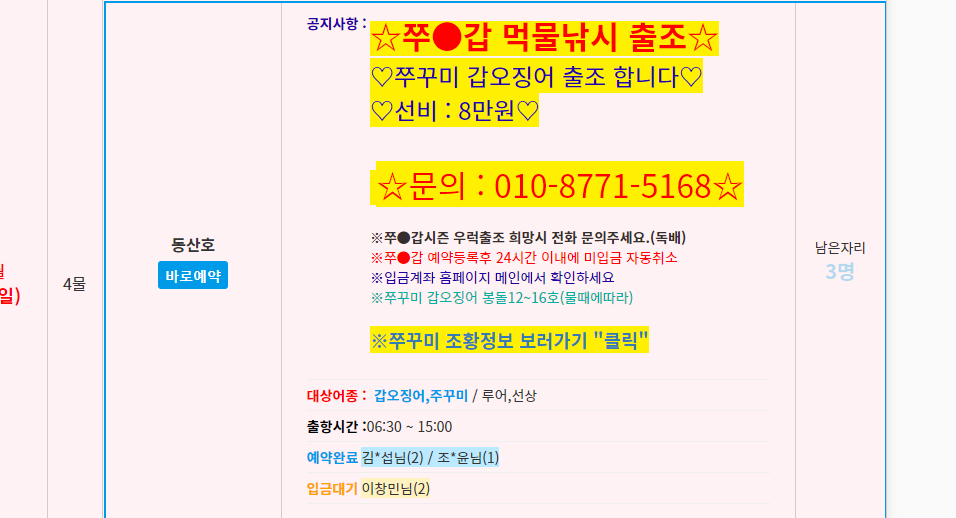 공지사항 :
☆쭈●갑 먹물낚시 출조☆
♡쭈꾸미 갑오징어 출조 합니다♡
♡선비 : 8만원♡
☆문의 : 010-8771-5168☆
※쭈●갑시즌 우럭출조 희망시 전화 문의주세요.(독배)
※쭈●갑 예약등록후 24시간 이내에 미입금 자동취소
※입금계좌 홈페이지 메인에서 확인하세요
※쭈꾸미 갑오징어 봉돌12~16호(물때에따라)
※쭈꾸미 조황정보 보러가기 "클릭"
일)
4물
동산호
바로예약
대상어종 : 갑오징어,주꾸미 / 루어,선상
출항시간 :06:30 ~ 15:00
예약완료 김*섭님(2) / 조*윤님(1)
입금대기 이창민님(2)
남은자리
3명